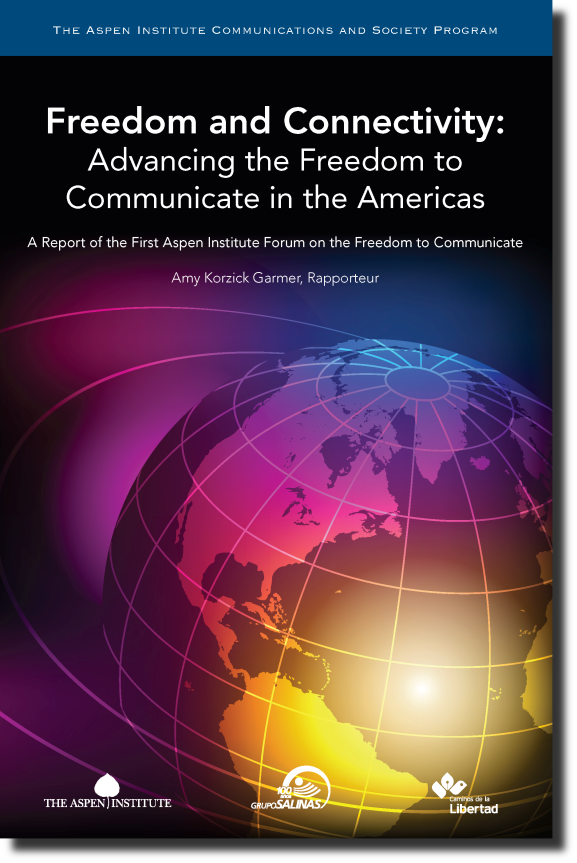 The Aspen Institute Communications and Society Program
Freedom and Connectivity:
Advancing the Freedom to
Communicate in the Americas
A Report of the First Aspen Institute Forum on the Freedom to Communicate
Amy Korzick Garmer, Rapporteur
THE ASPEN INSTITUTE
100
años
GRUPO SALINAS
Caminos de la
Libertad